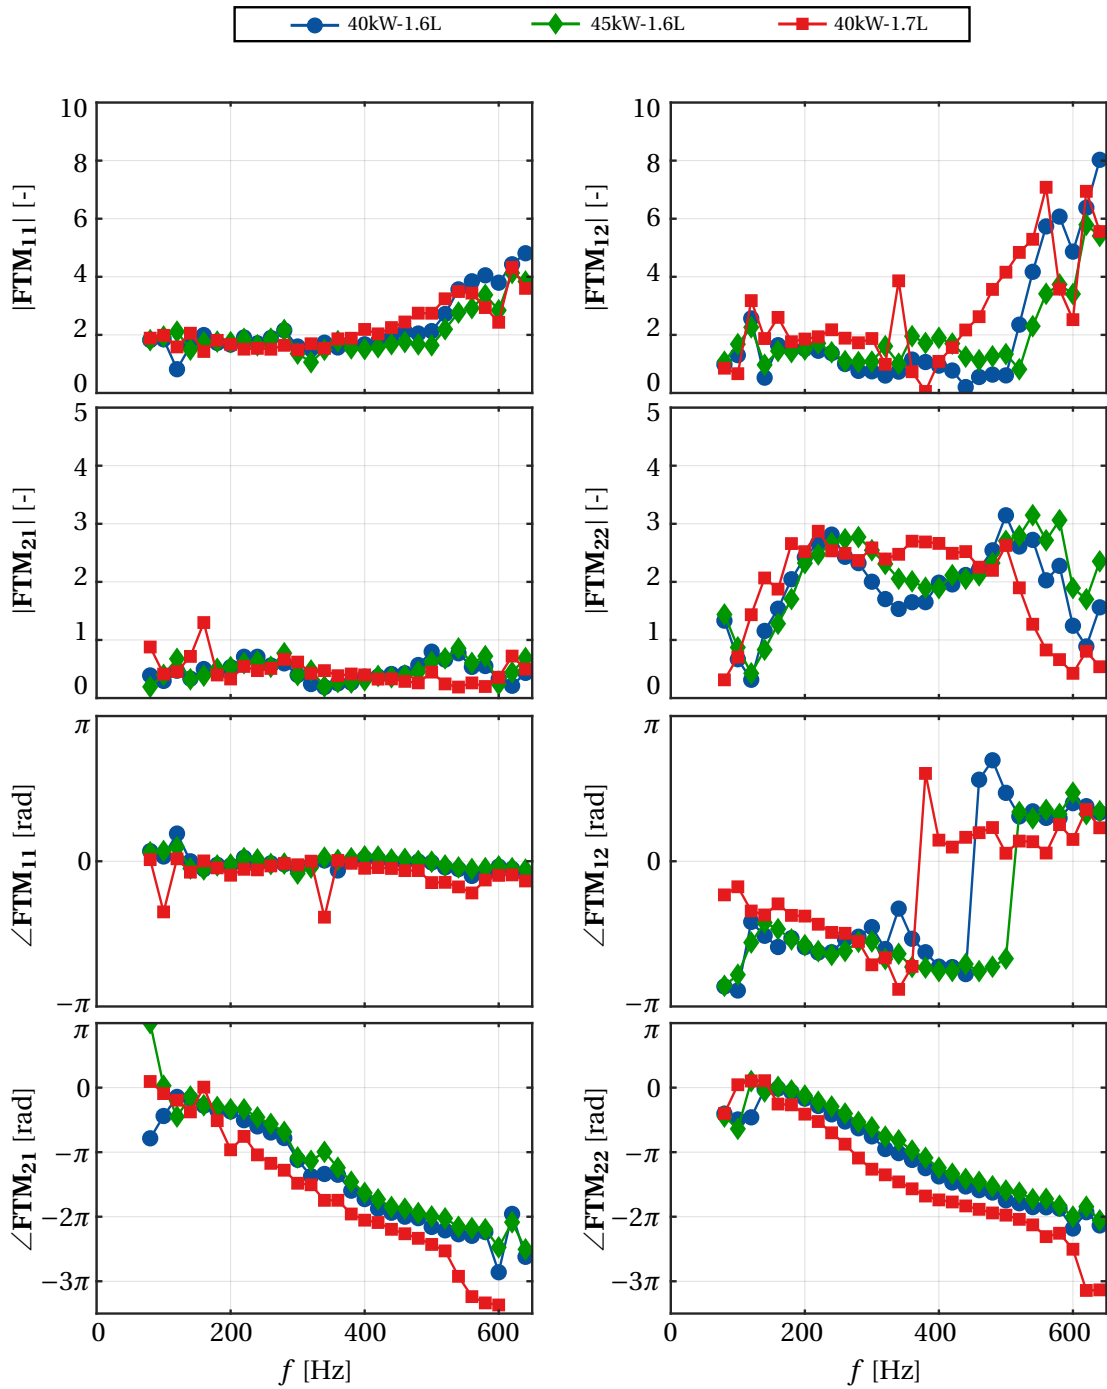 40kW-1.6L 45kW-1.6L 40kW-1.7L
10 8 6 4 2 0
|FTM11| [-]
10 8 6 4 2 0
|FTM12| [-]
5 4 3 2 1 0
|FTM21| [-]
5 4 3 2 1 0
|FTM22| [-]
π 0 −π
∠FTM11 [rad]
π 0 −π
∠FTM12 [rad]
π 0 −π −2π −3π
∠FTM21 [rad]
π 0 −π −2π −3π
∠FTM22 [rad]
0 200 400 600
0 200 400 600
f [Hz]
f [Hz]